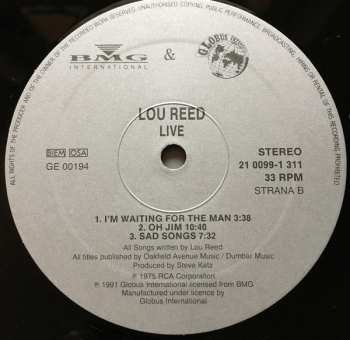 ALL RIGHTS OF THE PRODUCER AND OF THE OWNER OF THE RECORDED WORK RESERVED. UNAUTHORISED COPYING, PUBLIC PERFORMANCE, BROADCASTING, HIRING OR RENTAL OF THIS RECORDING PROHIBITED
BMG
INTERNATIONAL
&
GLOBUS
LOU REED
LIVE
BIEM OSA
GE 00194
STEREO
21 0099-1 311
33 RPM
STRANA B
1. I'M WAITING FOR THE MAN 3:38
2. OH JIM 10:40
3. SAD SONGS 7:32
All Songs written by Lou Reed
All titles published by Oakfield Avenue Music / Dunbar Music
Produced by Steve Katz
℗ 1975 RCA Corporation
℗ 1991 Globus International licensed from BMG
Manufactured under licence by
Globus International